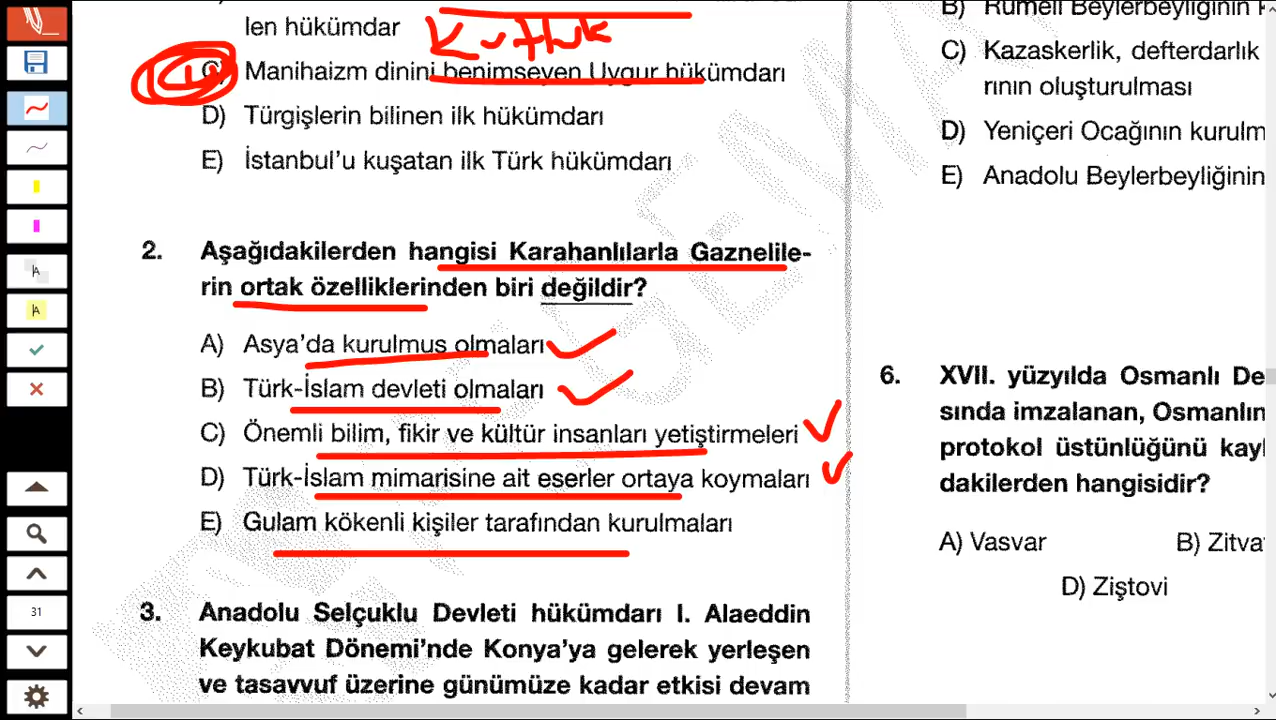 len hükümdar
Kutluk
C) Manihaizm dinini benimseyen Uygur hükümdarı
D) Türgişlerin bilinen ilk hükümdarı
E) İstanbul’u kuşatan ilk Türk hükümdarı
2. Aşağıdakilerden hangisi Karahanlılarla Gaznelile-
rin ortak özelliklerinden biri değildir?
A) Asya’da kurulmuş olmaları
B) Türk-İslam devleti olmaları
C) Önemli bilim, fikir ve kültür insanları yetiştirmeleri
D) Türk-İslam mimarisine ait eserler ortaya koymaları
E) Gulam kökenli kişiler tarafından kurulmaları
3. Anadolu Selçuklu Devleti hükümdarı I. Alaeddin
Keykubat Dönemi’nde Konya’ya gelerek yerleşen
ve tasavvuf üzerine günümüze kadar etkisi devam
B) Rumeli Beylerbeyliğinin
C) Kazaskerlik, defterdarlık
rının oluşturulması
D) Yeniçeri Ocağının kurulm
E) Anadolu Beylerbeyliğinin
6. XVII. yüzyılda Osmanlı De
sında imzalanan, Osmanlın
protokol üstünlüğünü kay
dakilerden hangisidir?
A) Vasvar B) Zitva
D) Ziştovi
31